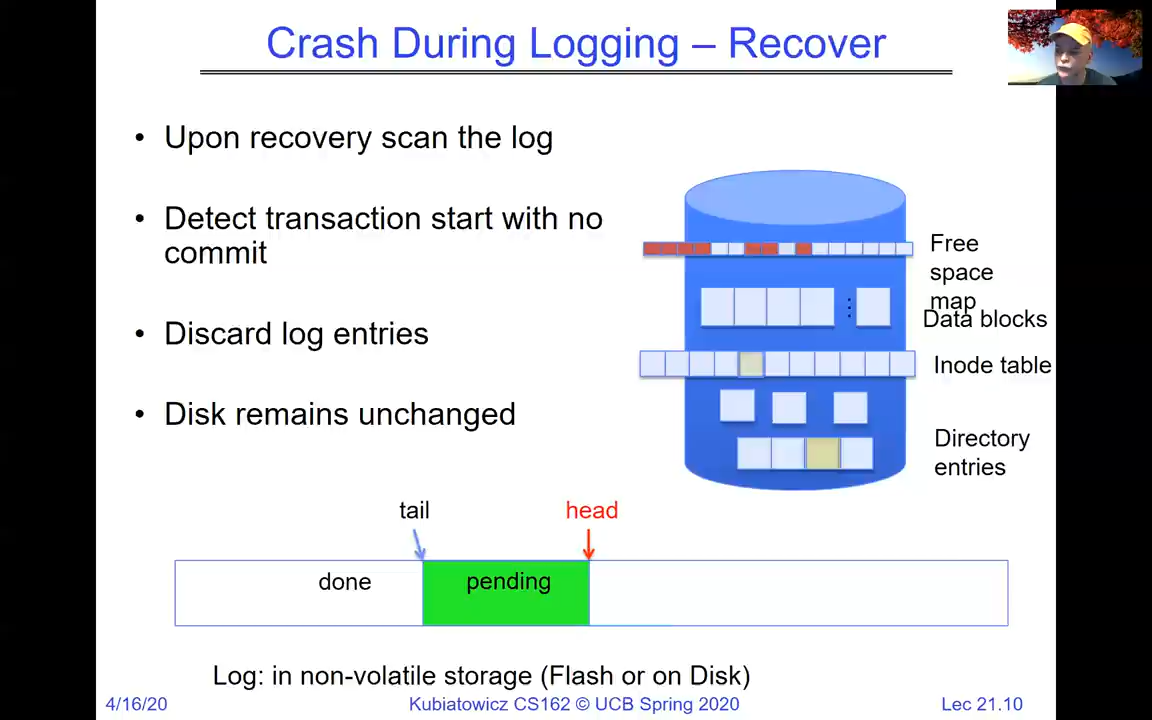 Crash During Logging – Recover
• Upon recovery scan the log
• Detect transaction start with no
commit
• Discard log entries
• Disk remains unchanged
Free
space
map
Data blocks
Inode table
Directory
entries
tail
head
done
pending
Log: in non-volatile storage (Flash or on Disk)
4/16/20
Kubiatowicz CS162 © UCB Spring 2020
Lec 21.10